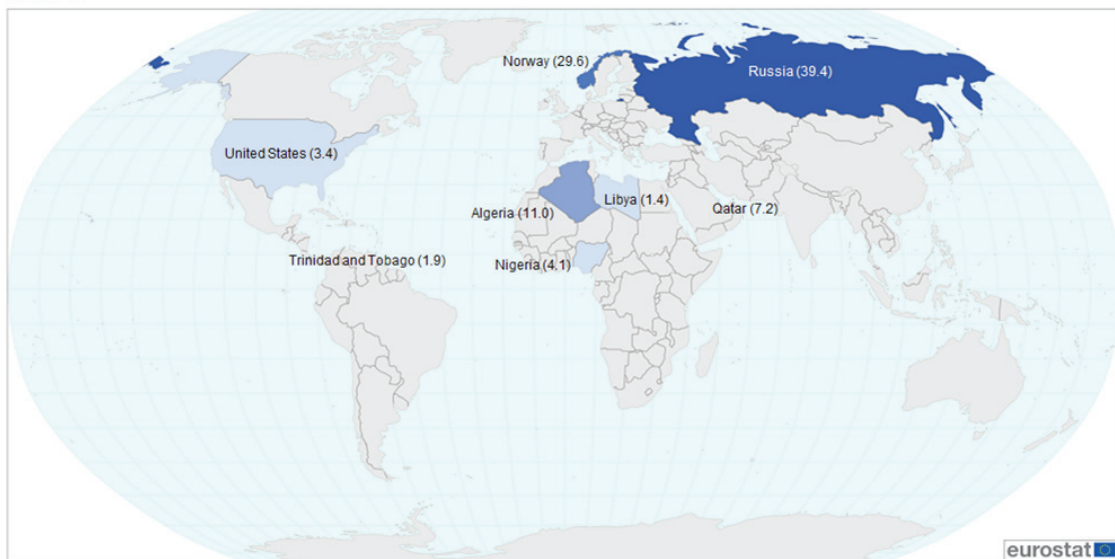 Norway (29.6)
Russia (39.4)
United States (3.4)
Algeria (11.0)
Libya (1.4)
Qatar (7.2)
Trinidad and Tobago (1.9)
Nigeria (4.1)
eurostat